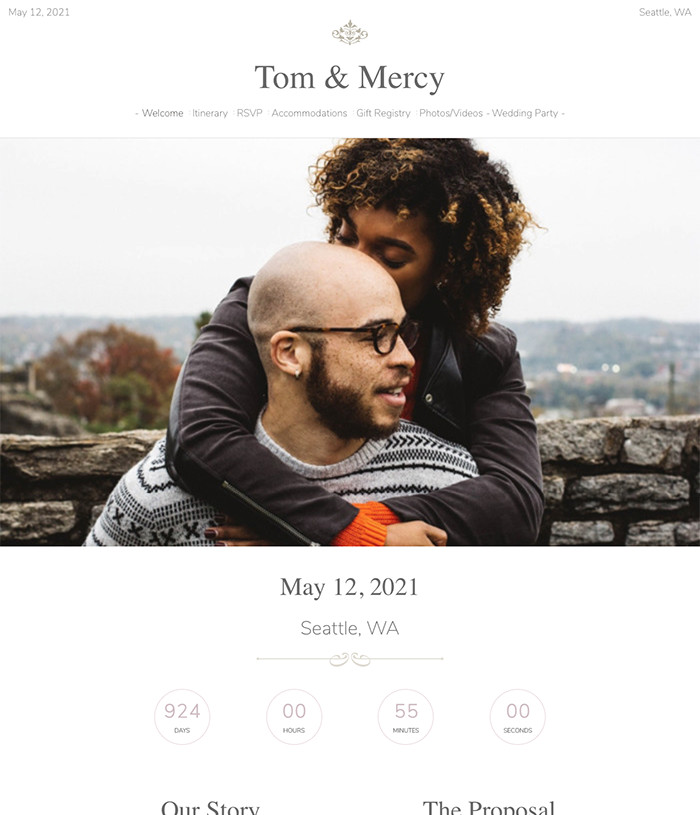 May 12, 2021 Seattle, WA
Tom & Mercy
- Welcome Itinerary RSVP Accommodations Gift Registry Photos/Videos - Wedding Party -
May 12, 2021
Seattle, WA
924 00 55 00
DAYS HOURS MINUTES SECONDS
Our Story The Proposal